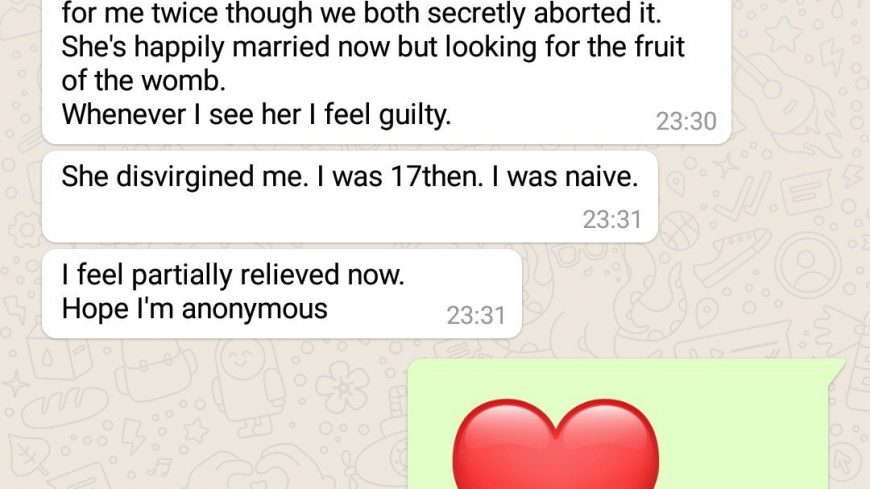 for me twice though we both secretly aborted it.
She's happily married now but looking for the fruit
of the womb.
Whenever I see her I feel guilty.
23:30
She disvirgined me. I was 17then. I was naive.
23:31
I feel partially relieved now.
Hope I'm anonymous
23:31